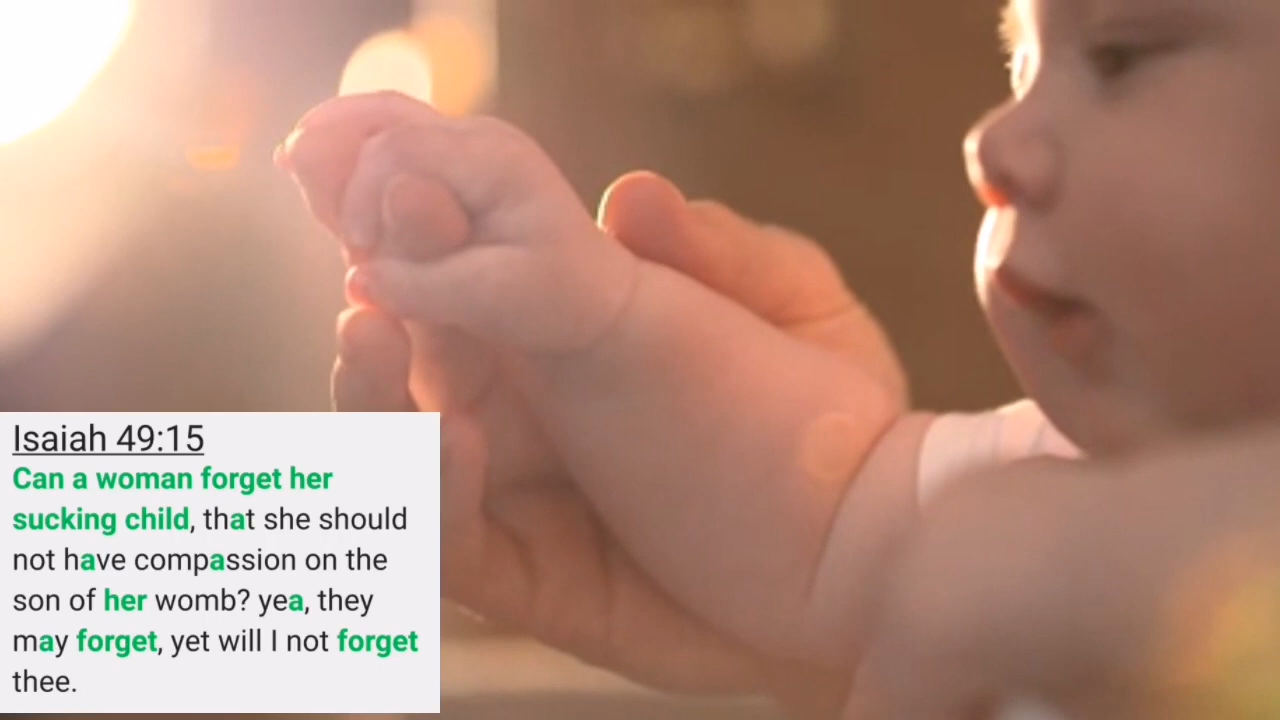 Isaiah 49:15
Can a woman forget her
sucking child, that she should
not have compassion on the
son of her womb? yea, they
may forget, yet will I not forget
thee.